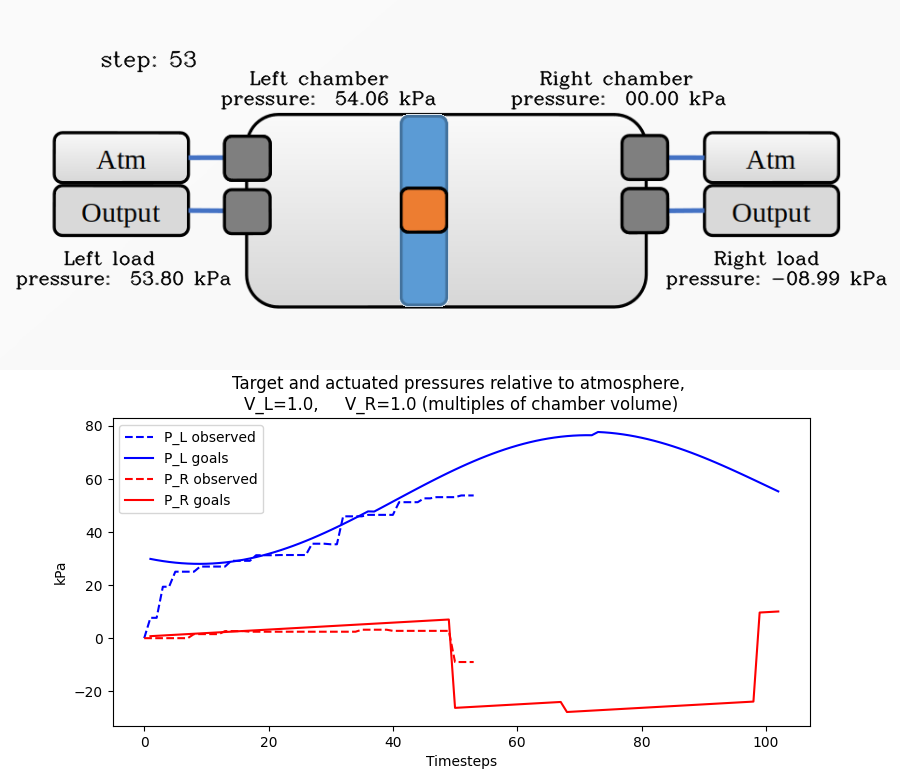 step: 53
Left chamber
pressure: 54.06 kPa
Right chamber
pressure: 00.00 kPa
Atm
Output
Left load
pressure: 53.80 kPa
Atm
Output
Right load
pressure: −08.99 kPa
Target and actuated pressures relative to atmosphere,
V_L=1.0, V_R=1.0 (multiples of chamber volume)
P_L observed
P_L goals
P_R observed
P_R goals
80
60
40
20
0
−20
kPa
0 20 40 60 80 100
Timesteps